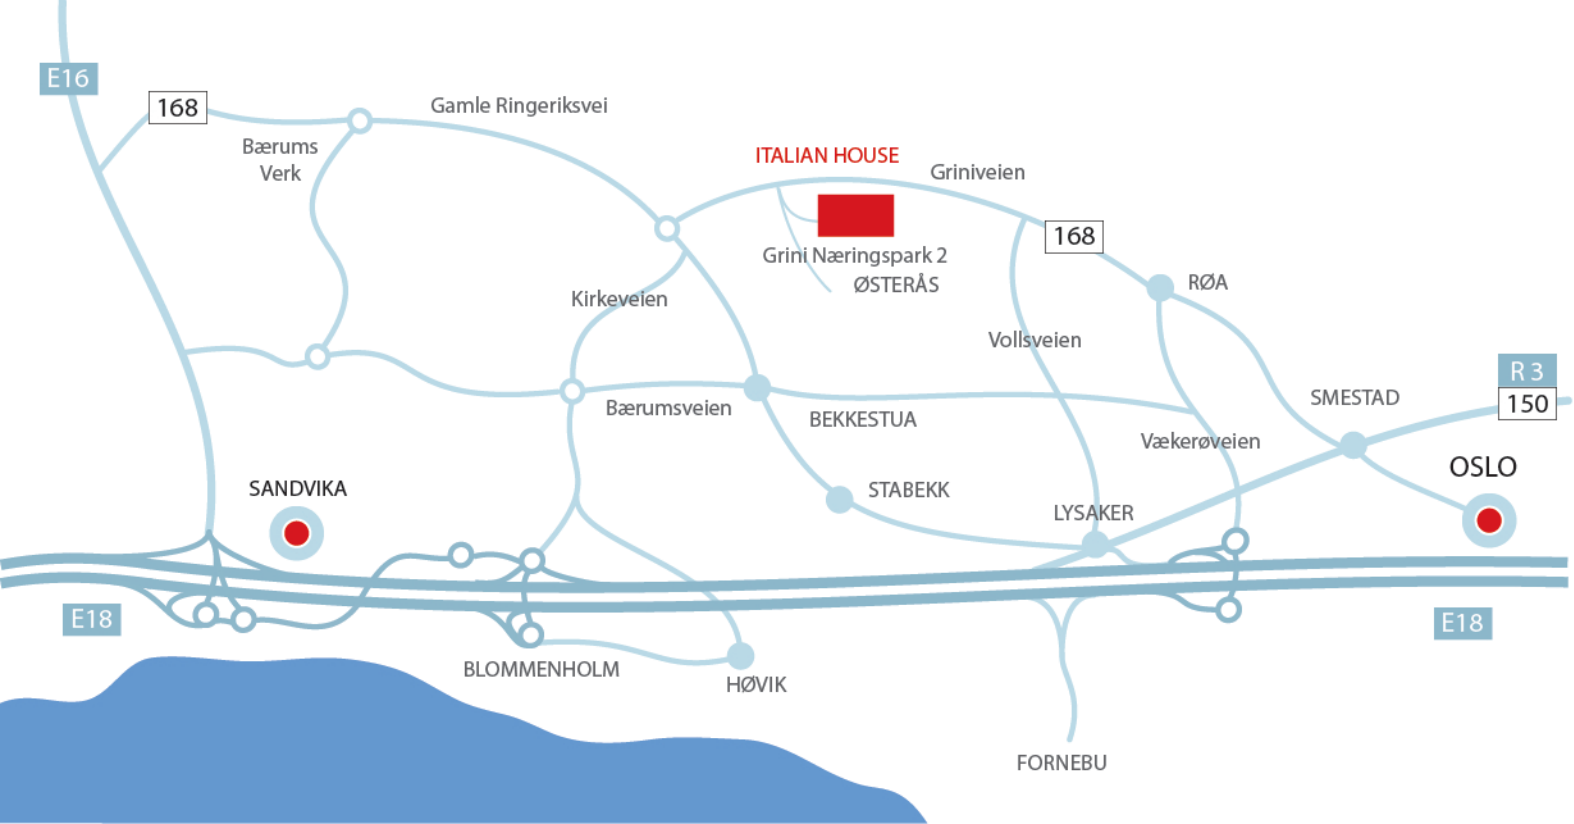 E16
168
Gamle Ringeriksvei
Bærums
Verk
ITALIAN HOUSE
Griniveien
168
Grini Næringspark 2
ØSTERÅS
RØA
Kirkeveien
Vollsveien
R 3
150
SMESTAD
Bærumsveien
BEKKESTUA
Vækerøveien
OSLO
SANDVIKA
STABEKK
LYSAKER
E18
E18
BLOMMENHOLM
HØVIK
FORNEBU